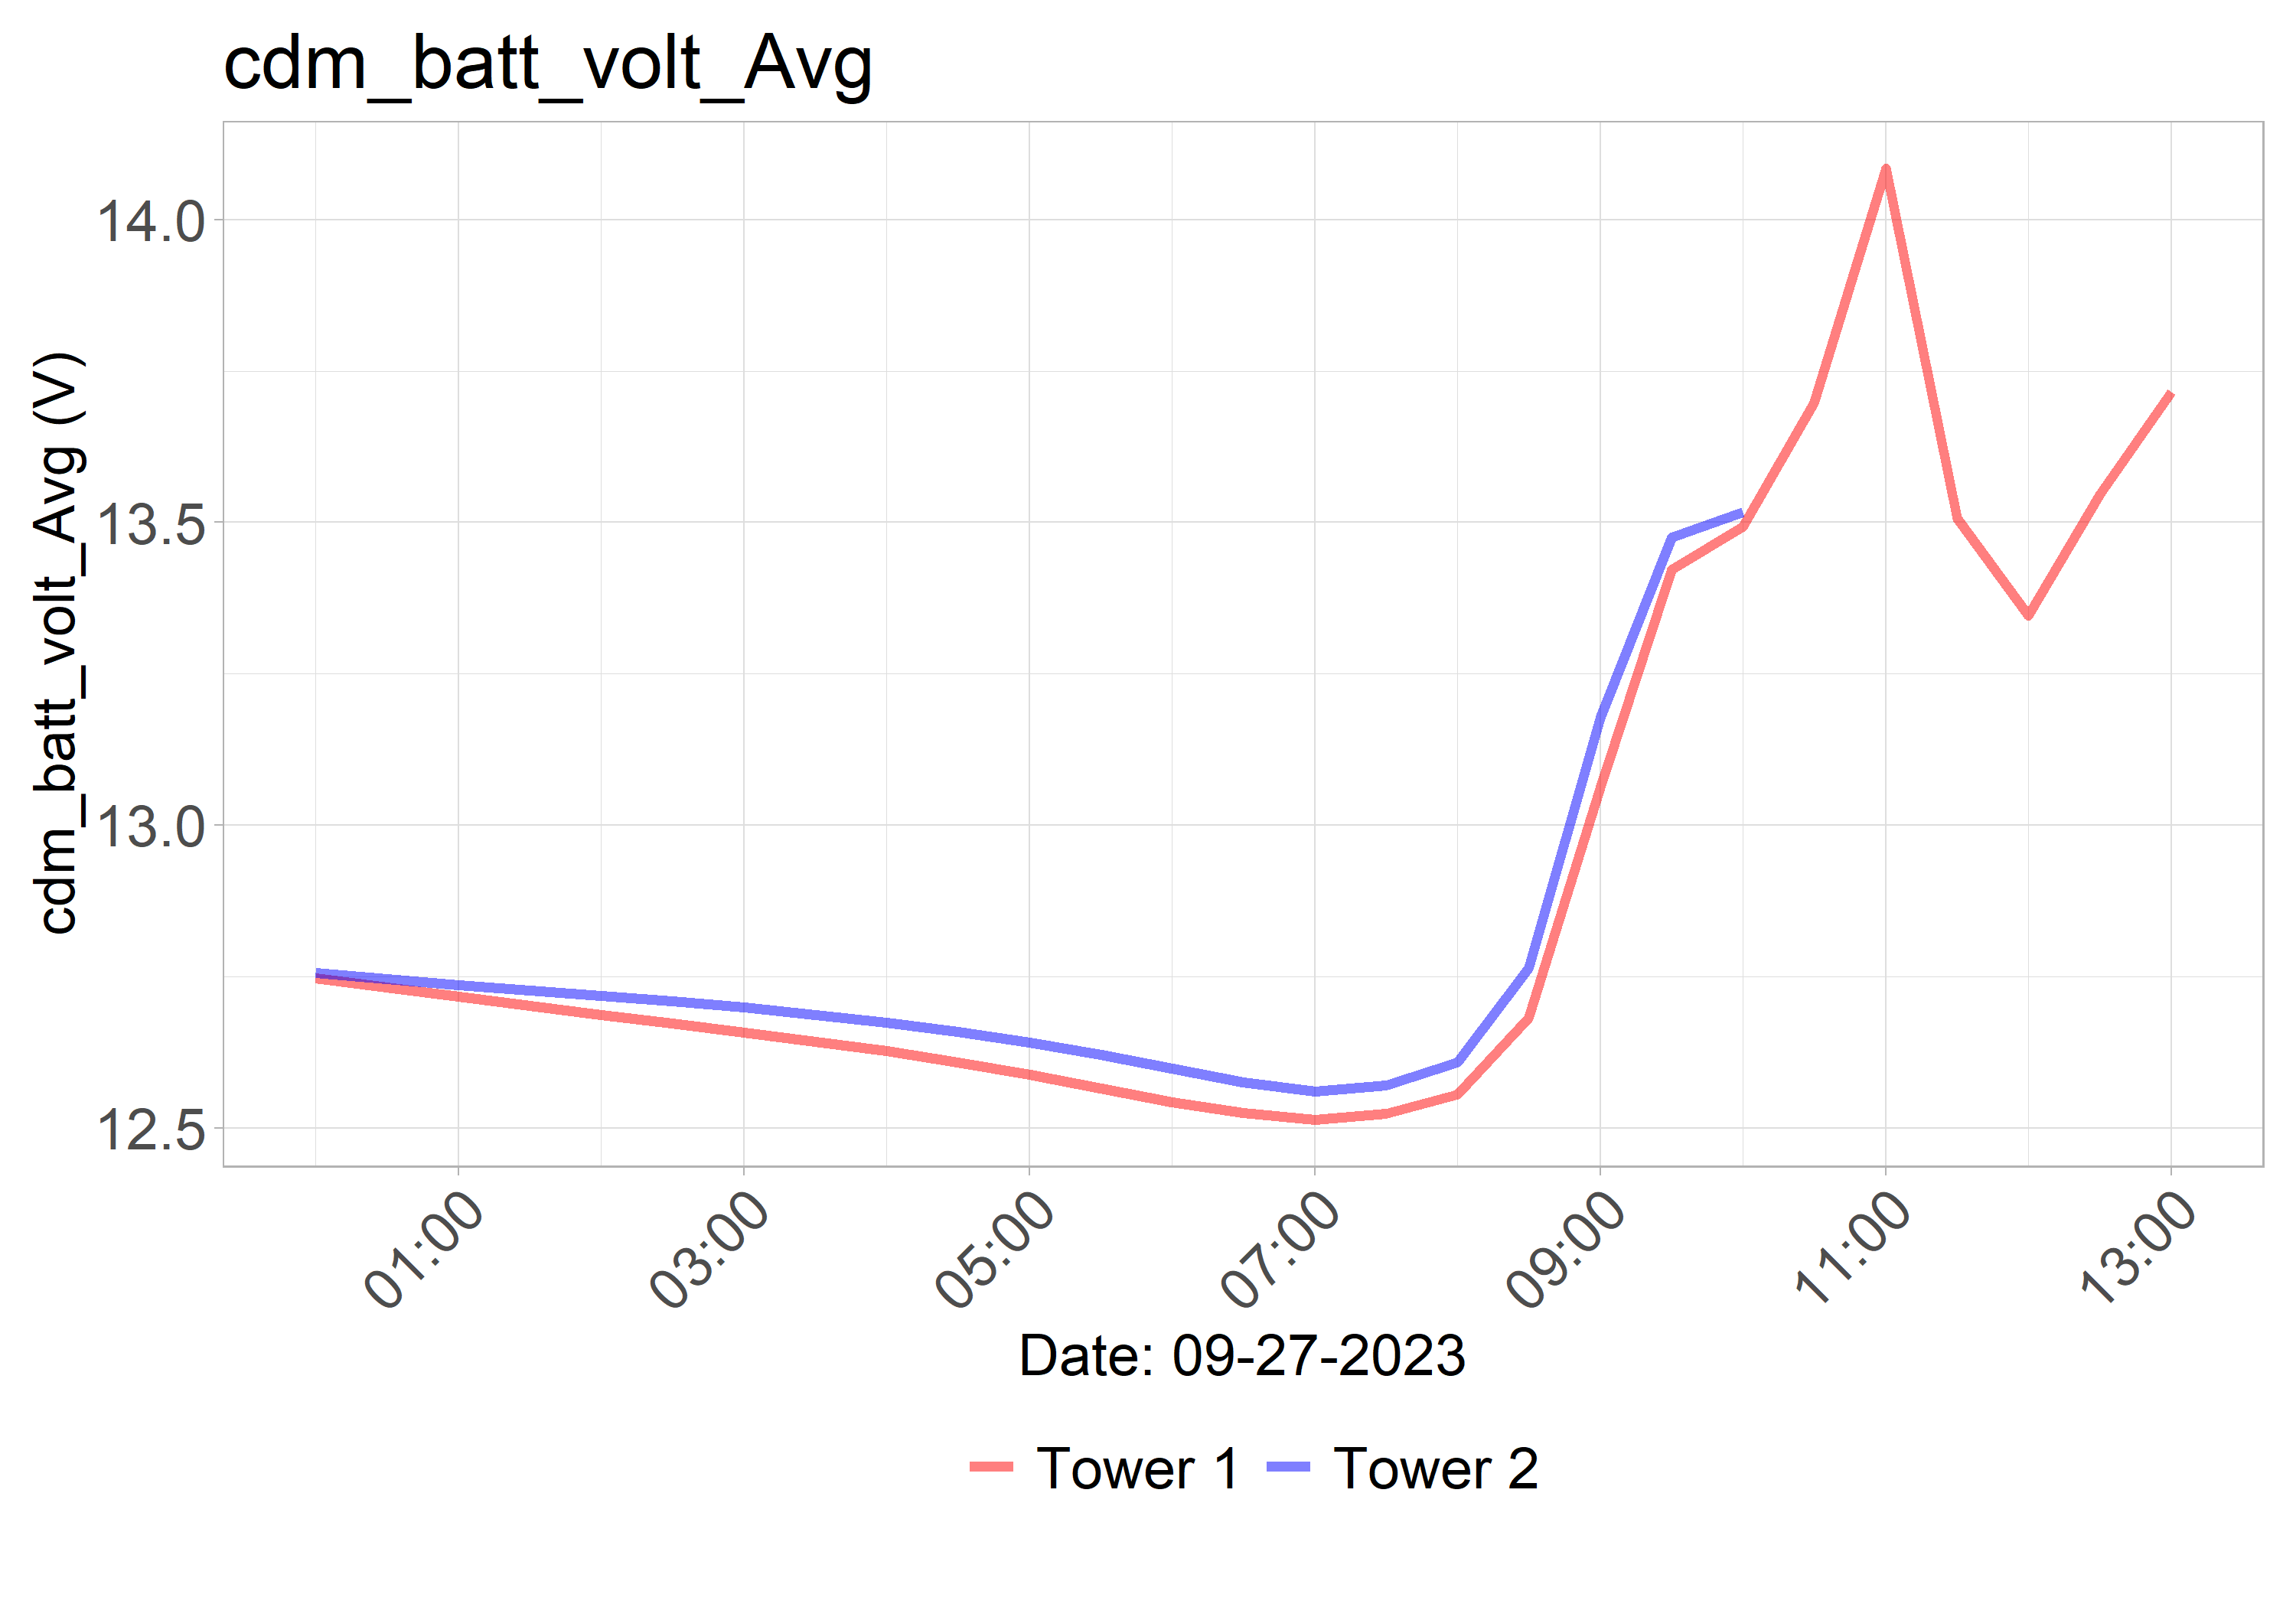 cdm_batt_volt_Avg
cdm_batt_volt_Avg (V)
14.0
13.5
13.0
12.5
01:00
03:00
05:00
07:00
09:00
11:00
13:00
Date: 09-27-2023
Tower 1
Tower 2